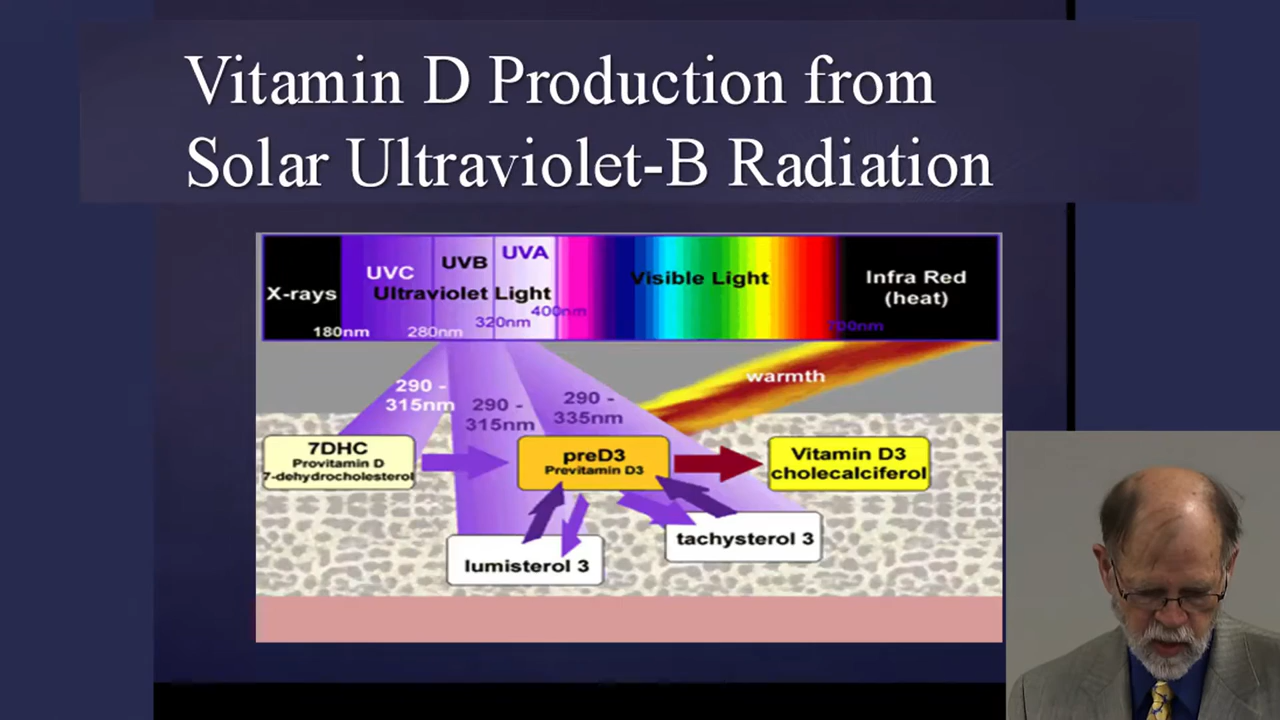 Vitamin D Production from
Solar Ultraviolet-B Radiation
X-rays
UVC
UVB
UVA
Ultraviolet Light
180nm
280nm
320nm
400nm
Visible Light
700nm
Infra Red
(heat)
warmth
290 -
315nm
290 -
315nm
290 -
335nm
7DHC
Provitamin D
7-dehydrocholesterol
preD3
Previtamin D3
Vitamin D3
cholecalciferol
lumisterol 3
tachysterol 3